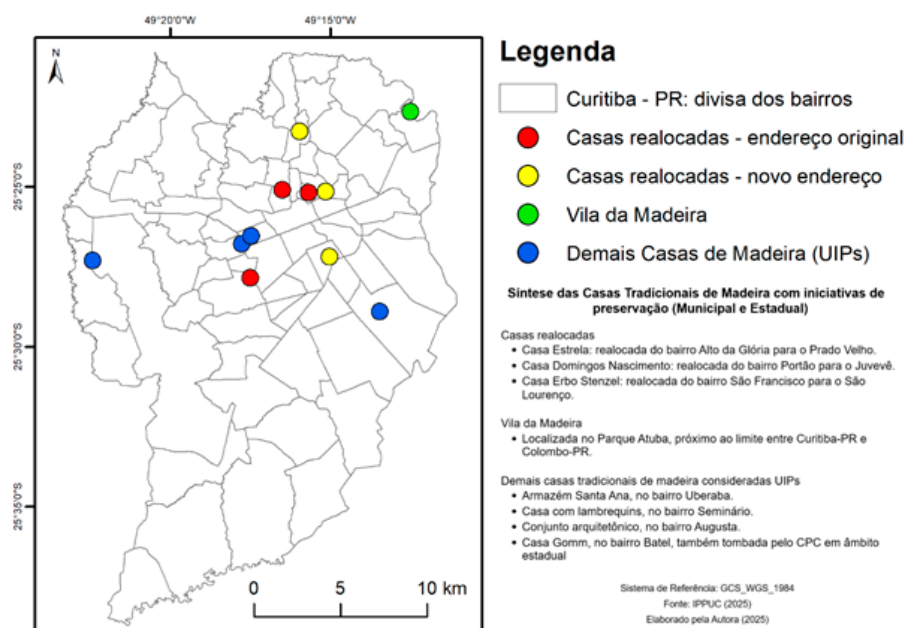 49°20'0"W
49°15'0"W
N
25°25'0"S
25°30'0"S
25°35'0"S
0
5
10 km
Legenda
Curitiba - PR: divisa dos bairros
Casas realocadas - endereço original
Casas realocadas - novo endereço
Vila da Madeira
Demais Casas de Madeira (UIPs)
Síntese das Casas Tradicionais de Madeira com iniciativas de
preservação (Municipal e Estadual)
Casas realocadas
• Casa Estrela: realocada do bairro Alto da Glória para o Prado Velho.
• Casa Domingos Nascimento: realocada do bairro Portão para o Juvevê.
• Casa Erbo Stenzel: realocada do bairro São Francisco para o São
Lourenço.
Vila da Madeira
• Localizada no Parque Atuba, próximo ao limite entre Curitiba-PR e
Colombo-PR.
Demais casas tradicionais de madeira consideradas UIPs
• Armazém Santa Ana, no bairro Uberaba.
• Casa com lambrequins, no bairro Seminário.
• Conjunto arquitetônico, no bairro Augusta.
• Casa Gomm, no bairro Batel, também tombada pelo CPC em âmbito
estadual
Sistema de Referência: GCS_WGS_1984
Fonte: IPPUC (2025)
Elaborado pela Autora (2025)